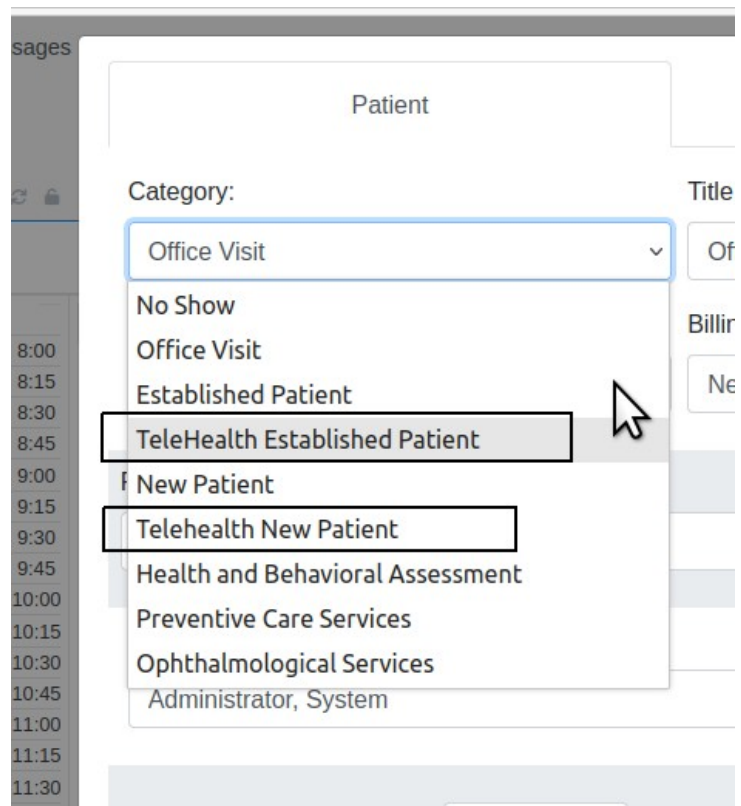 sages
Patient
Category:
Title
Office Visit
Of
No Show
Office Visit
Established Patient
TeleHealth Established Patient
New Patient
Telehealth New Patient
Health and Behavioral Assessment
Preventive Care Services
Ophthalmological Services
Billin
Ne
Administrator, System
8:00
8:15
8:30
8:45
9:00
9:15
9:30
9:45
10:00
10:15
10:30
10:45
11:00
11:15
11:30